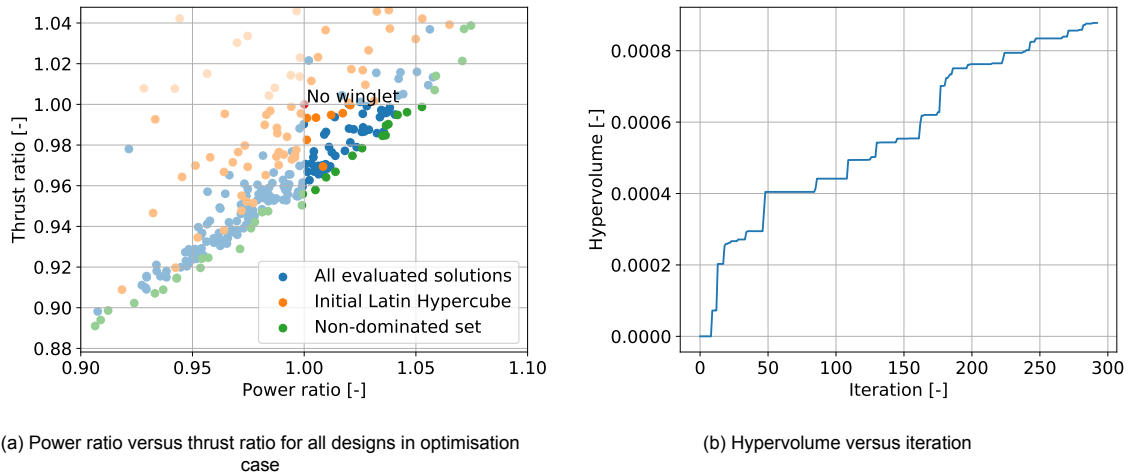 1.04
1.02
1.00
0.98
0.96
0.94
0.92
0.90
0.88
Thrust ratio [-]
No winglet
All evaluated solutions
Initial Latin Hypercube
Non-dominated set
0.90 0.95 1.00 1.05 1.10
Power ratio [-]
(a) Power ratio versus thrust ratio for all designs in optimisation
case
0.0008
0.0006
0.0004
0.0002
0.0000
Hypervolume [-]
0 50 100 150 200 250 300
Iteration [-]
(b) Hypervolume versus iteration